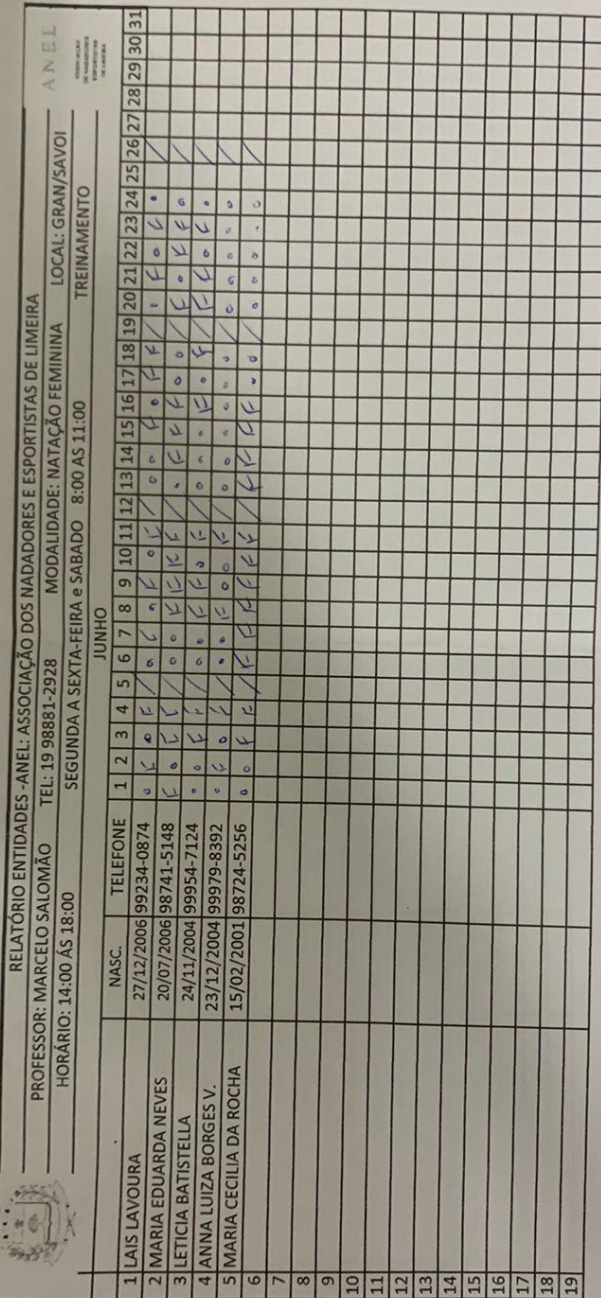 RELATÓRIO ENTIDADES -ANEL: ASSOCIAÇÃO DOS NADADORES E ESPORTISTAS DE LIMEIRA
PROFESSOR: MARCELO SALOMÃO TEL: 19 98881-2928 MODALIDADE: NATAÇÃO FEMININA LOCAL: GRAN/SAVOI
HORÁRIO: 14:00 ÁS 18:00 SEGUNDA A SEXTA-FEIRA e SABADO 8:00 AS 11:00 TREINAMENTO
ANEL
JUNHO
NASC. TELEFONE 1 2 3 4 5 6 7 8 9 10 11 12 13 14 15 16 17 18 19 20 21 22 23 24 25 26 27 28 29 30 31
1 LAIS LAVOURA 27/12/2006 99234-0874
2 MARIA EDUARDA NEVES 20/07/2006 98741-5148
3 LETICIA BATISTELLA 24/11/2004 99954-7124
4 ANNA LUIZA BORGES V. 23/12/2004 99979-8392
5 MARIA CECILIA DA ROCHA 15/02/2001 98724-5256
6
7
8
9
10
11
12
13
14
15
16
17
18
19